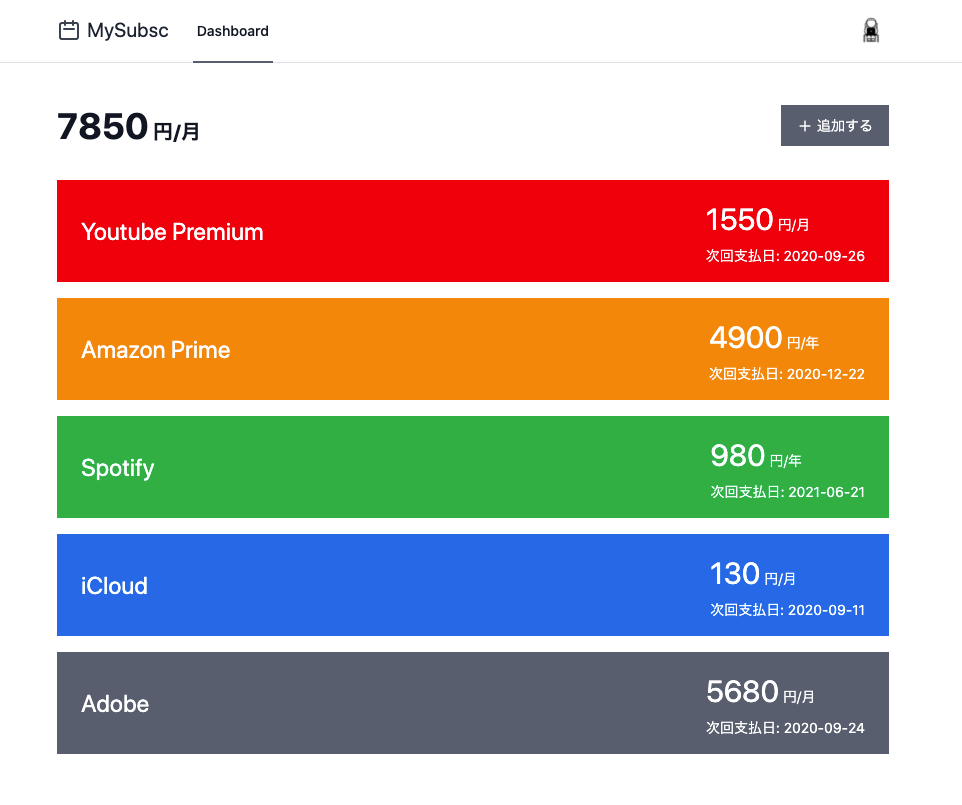 MySubsc
Dashboard
7850 円/月
+ 追加する
Youtube Premium
1550 円/月
次回支払日: 2020-09-26
Amazon Prime
4900 円/年
次回支払日: 2020-12-22
Spotify
980 円/年
次回支払日: 2021-06-21
iCloud
130 円/月
次回支払日: 2020-09-11
Adobe
5680 円/月
次回支払日: 2020-09-24